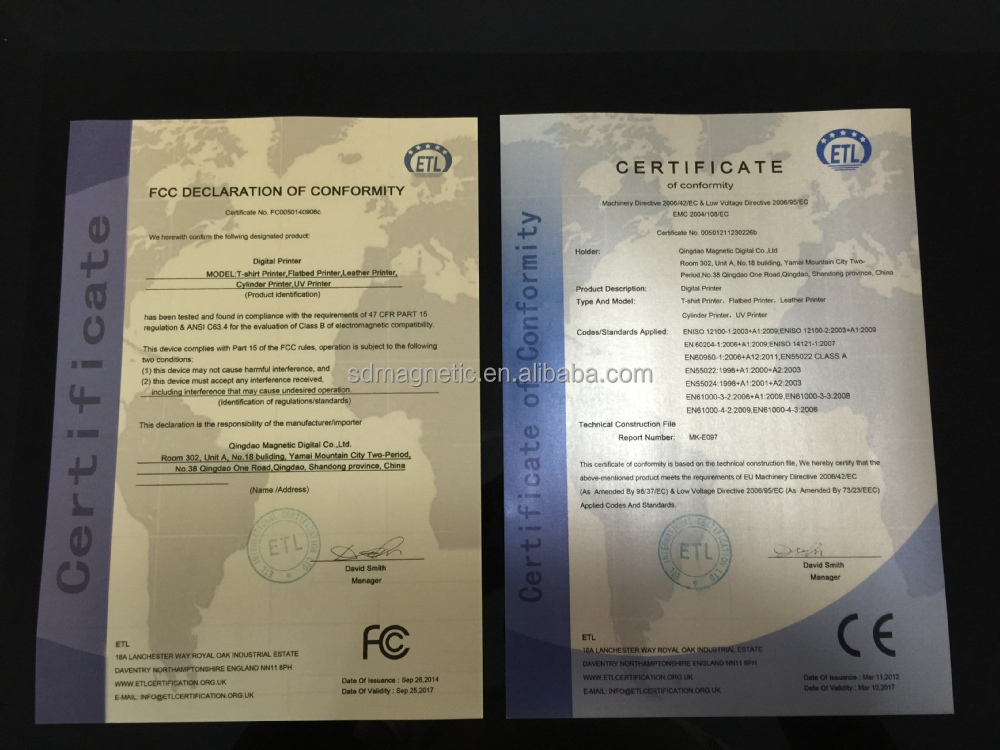 Certificate
ETL
FCC DECLARATION OF CONFORMITY
Certificate No. FC0050140906c
We herewith confirm the follwing designated product:
Digital Printer
MODEL:T-shirt Printer,Flatbed Printer,Leather Printer,
Cylinder Printer,UV Printer
(Product identification)
has been tested and found in compliance with the requirements of 47 CFR PART 15
regulation & ANSI C63.4 for the evaluation of Class B of electromagnetic compatibility.
This device complies with Part 15 of the FCC rules, operation is subject to the following
two conditions:
(1) this device may not cause harmful interference, and
(2) this device must accept any interference received,
including interference that may cause undesired operation.
(Identification of regulations/standards)
This declaration is the responsibility of the manufacturer/importer
Qingdao Magnetic Digital Co.,Ltd.
Room 302, Unit A, No.18 buliding, Yamai Mountain City Two-Period,
No.38 Qingdao One Road,Qingdao, Shandong province, China
(Name /Address)
ETL
David Smith
Manager
ETL
18A LANCHESTER WAY ROYAL OAK INDUSTRIAL ESTATE
DAVENTRY NORTHAMPTONSHIRE ENGLAND NN11 8PH
WWW.ETLCERTIFICATION.ORG.UK
E-MAIL: INFO@ETLCERTIFICATION.ORG.UK
FC
Date Of Issuance : Sep 26,2014
Date Of Validity : Sep 25,2017
Certificate of Conformity
ETL
CERTIFICATE
of conformity
Machinery Directive 2006/42/EC & Low Voltage Directive 2006/95/EC
EMC 2004/108/EC
Certificate No. 00501211230226b
Holder: Qingdao Magnetic Digital Co.,Ltd
Room 302, Unit A, No.18 buliding, Yamai Mountain City Two-
Period,No.38 Qingdao One Road,Qingdao, Shandong province, China
Product Description: Digital Printer
Type And Model: T-shirt Printer、Flatbed Printer、Leather Printer
Cylinder Printer、UV Printer
Codes/Standards Applied: EN/ISO 12100-1:2003+A1:2009,EN/ISO 12100-2:2003+A1:2009
EN 60204-1:2006+A1:2009,EN/ISO 14121-1:2007
EN60950-1:2006+A12:2011,EN55022 CLASS A
EN55022:1998+A1:2000+A2:2003
EN55024:1998+A1:2001+A2:2003
EN61000-3-2:2006+A1:2009,EN61000-3-3:2008
EN61000-4-2:2009,EN61000-4-3:2006
Technical Construction File
Report Number: MK-E097
This certificate of conformity is based on the technical construction file, We hereby certify that the
above-mentioned product meets the requirements of EU Machinery Directive 2006/42/EC
(As Amended By 98/37/EC) & Low Voltage Directive 2006/95/EC (As Amended By 73/23/EEC)
Applied Codes And Standards.
ETL
David Smith
Manager
ETL
18A LANCHESTER WAY ROYAL OAK INDUSTRIAL ESTATE
DAVENTRY NORTHAMPTONSHIRE ENGLAND NN11 8PH
WWW.ETLCERTIFICATION.ORG.UK
E-MAIL: INFO@ETLCERTIFICATION.ORG.UK
CE
Date Of Issuance : Mar 11,2012
Date Of Validity : Mar 10,2017
sdmagnetic.en.alibaba.com